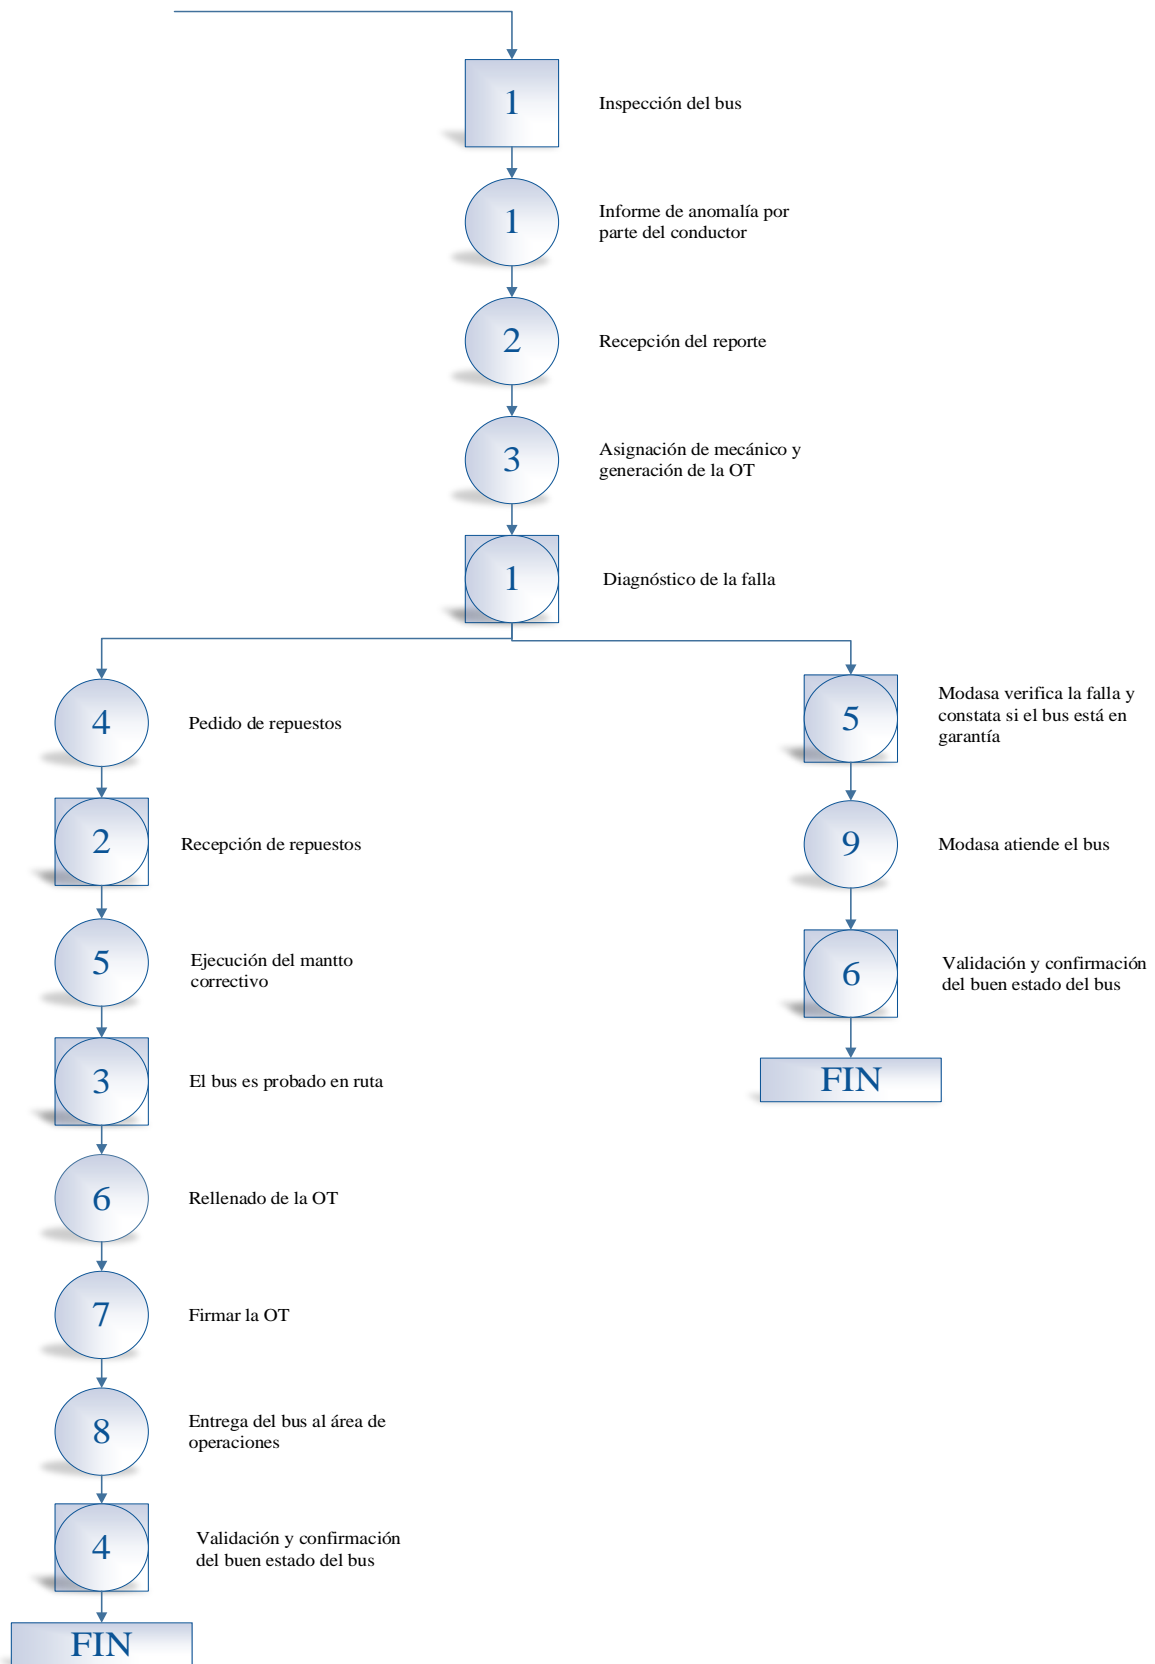 1
Inspección del bus
1
Informe de anomalía por
parte del conductor
2
Recepción del reporte
3
Asignación de mecánico y
generación de la OT
1
Diagnóstico de la falla
4
Pedido de repuestos
2
Recepción de repuestos
5
Ejecución del mantto
correctivo
3
El bus es probado en ruta
6
Rellenado de la OT
7
Firmar la OT
8
Entrega del bus al área de
operaciones
4
Validación y confirmación
del buen estado del bus
FIN
5
Modasa verifica la falla y
constata si el bus está en
garantía
9
Modasa atiende el bus
6
Validación y confirmación
del buen estado del bus
FIN